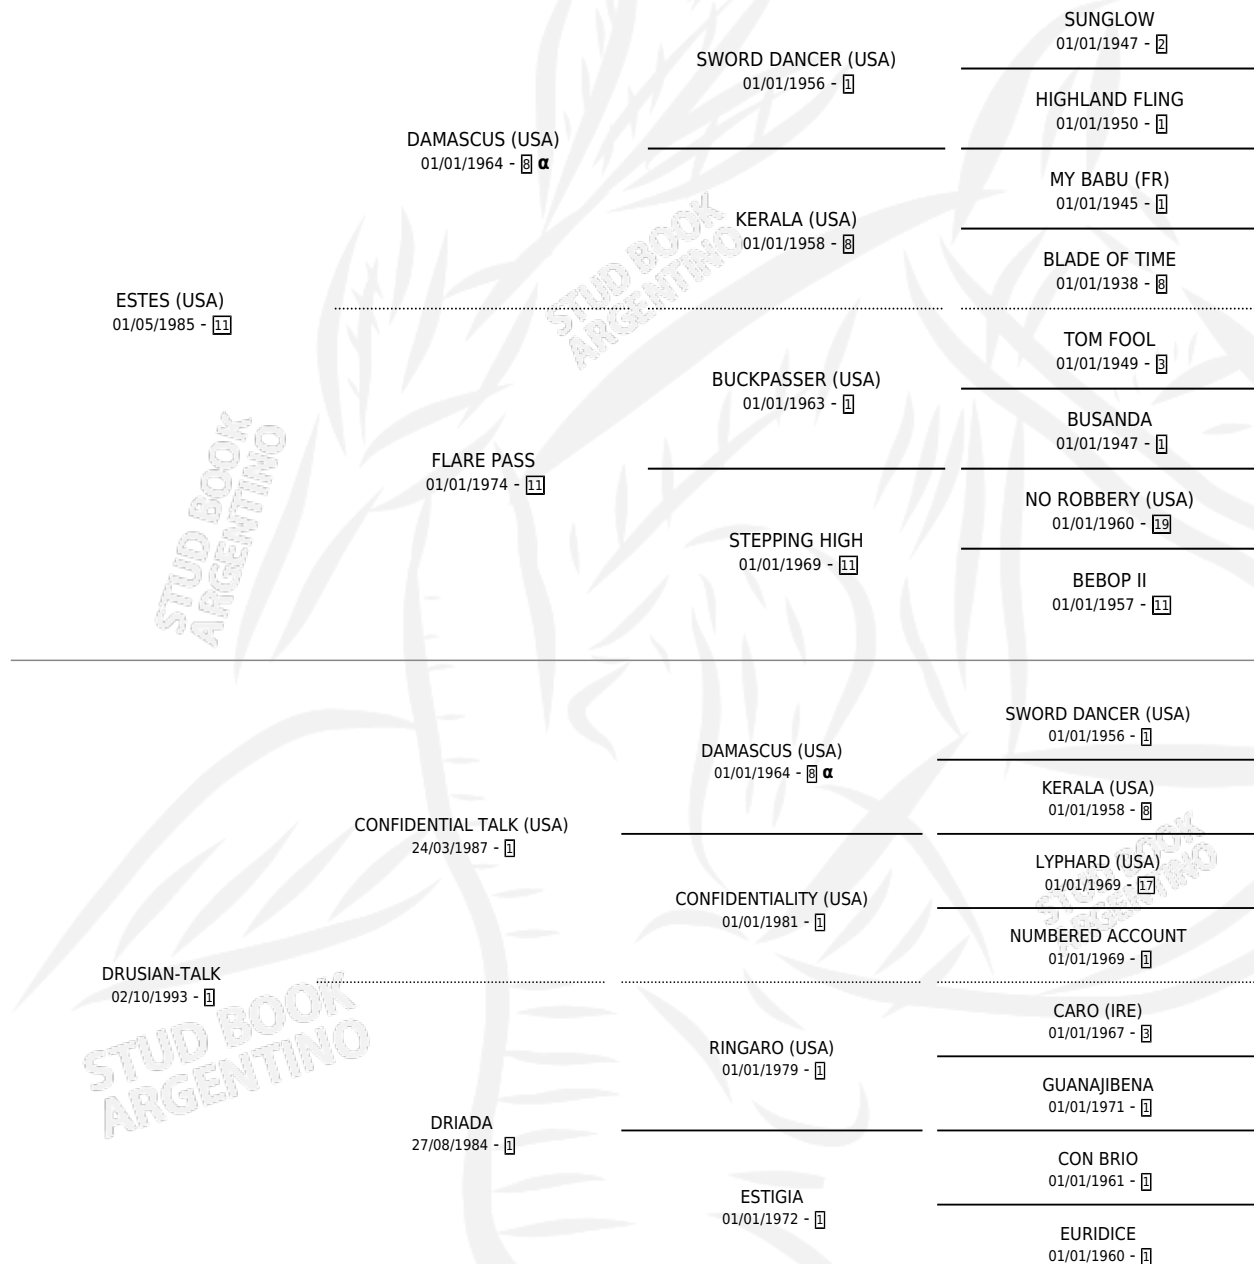 SUNGLOW
01/01/1947 - 2
SWORD DANCER (USA)
01/01/1956 - 1
HIGHLAND FLING
01/01/1950 - 1
DAMASCUS (USA)
01/01/1964 - 8 α
MY BABU (FR)
01/01/1945 - 1
KERALA (USA)
01/01/1958 - 8
BLADE OF TIME
01/01/1938 - 8
ESTES (USA)
01/05/1985 - 11
TOM FOOL
01/01/1949 - 3
BUCKPASSER (USA)
01/01/1963 - 1
BUSANDA
01/01/1947 - 1
FLARE PASS
01/01/1974 - 11
NO ROBBERY (USA)
01/01/1960 - 19
STEPPING HIGH
01/01/1969 - 11
BEBOP II
01/01/1957 - 11
SWORD DANCER (USA)
01/01/1956 - 1
DAMASCUS (USA)
01/01/1964 - 8 α
KERALA (USA)
01/01/1958 - 8
CONFIDENTIAL TALK (USA)
24/03/1987 - 1
LYPHARD (USA)
01/01/1969 - 17
CONFIDENTIALITY (USA)
01/01/1981 - 1
NUMBERED ACCOUNT
01/01/1969 - 1
DRUSIAN-TALK
02/10/1993 - 1
CARO (IRE)
01/01/1967 - 3
RINGARO (USA)
01/01/1979 - 1
GUANAJIBENA
01/01/1971 - 1
DRIADA
27/08/1984 - 1
CON BRIO
01/01/1961 - 1
ESTIGIA
01/01/1972 - 1
EURIDICE
01/01/1960 - 1
STUD BOOK
ARGENTINO
STUD BOOK
ARGENTINO
STUD BOOK
ARGENTINO
STUD BOOK
ARGENTINO